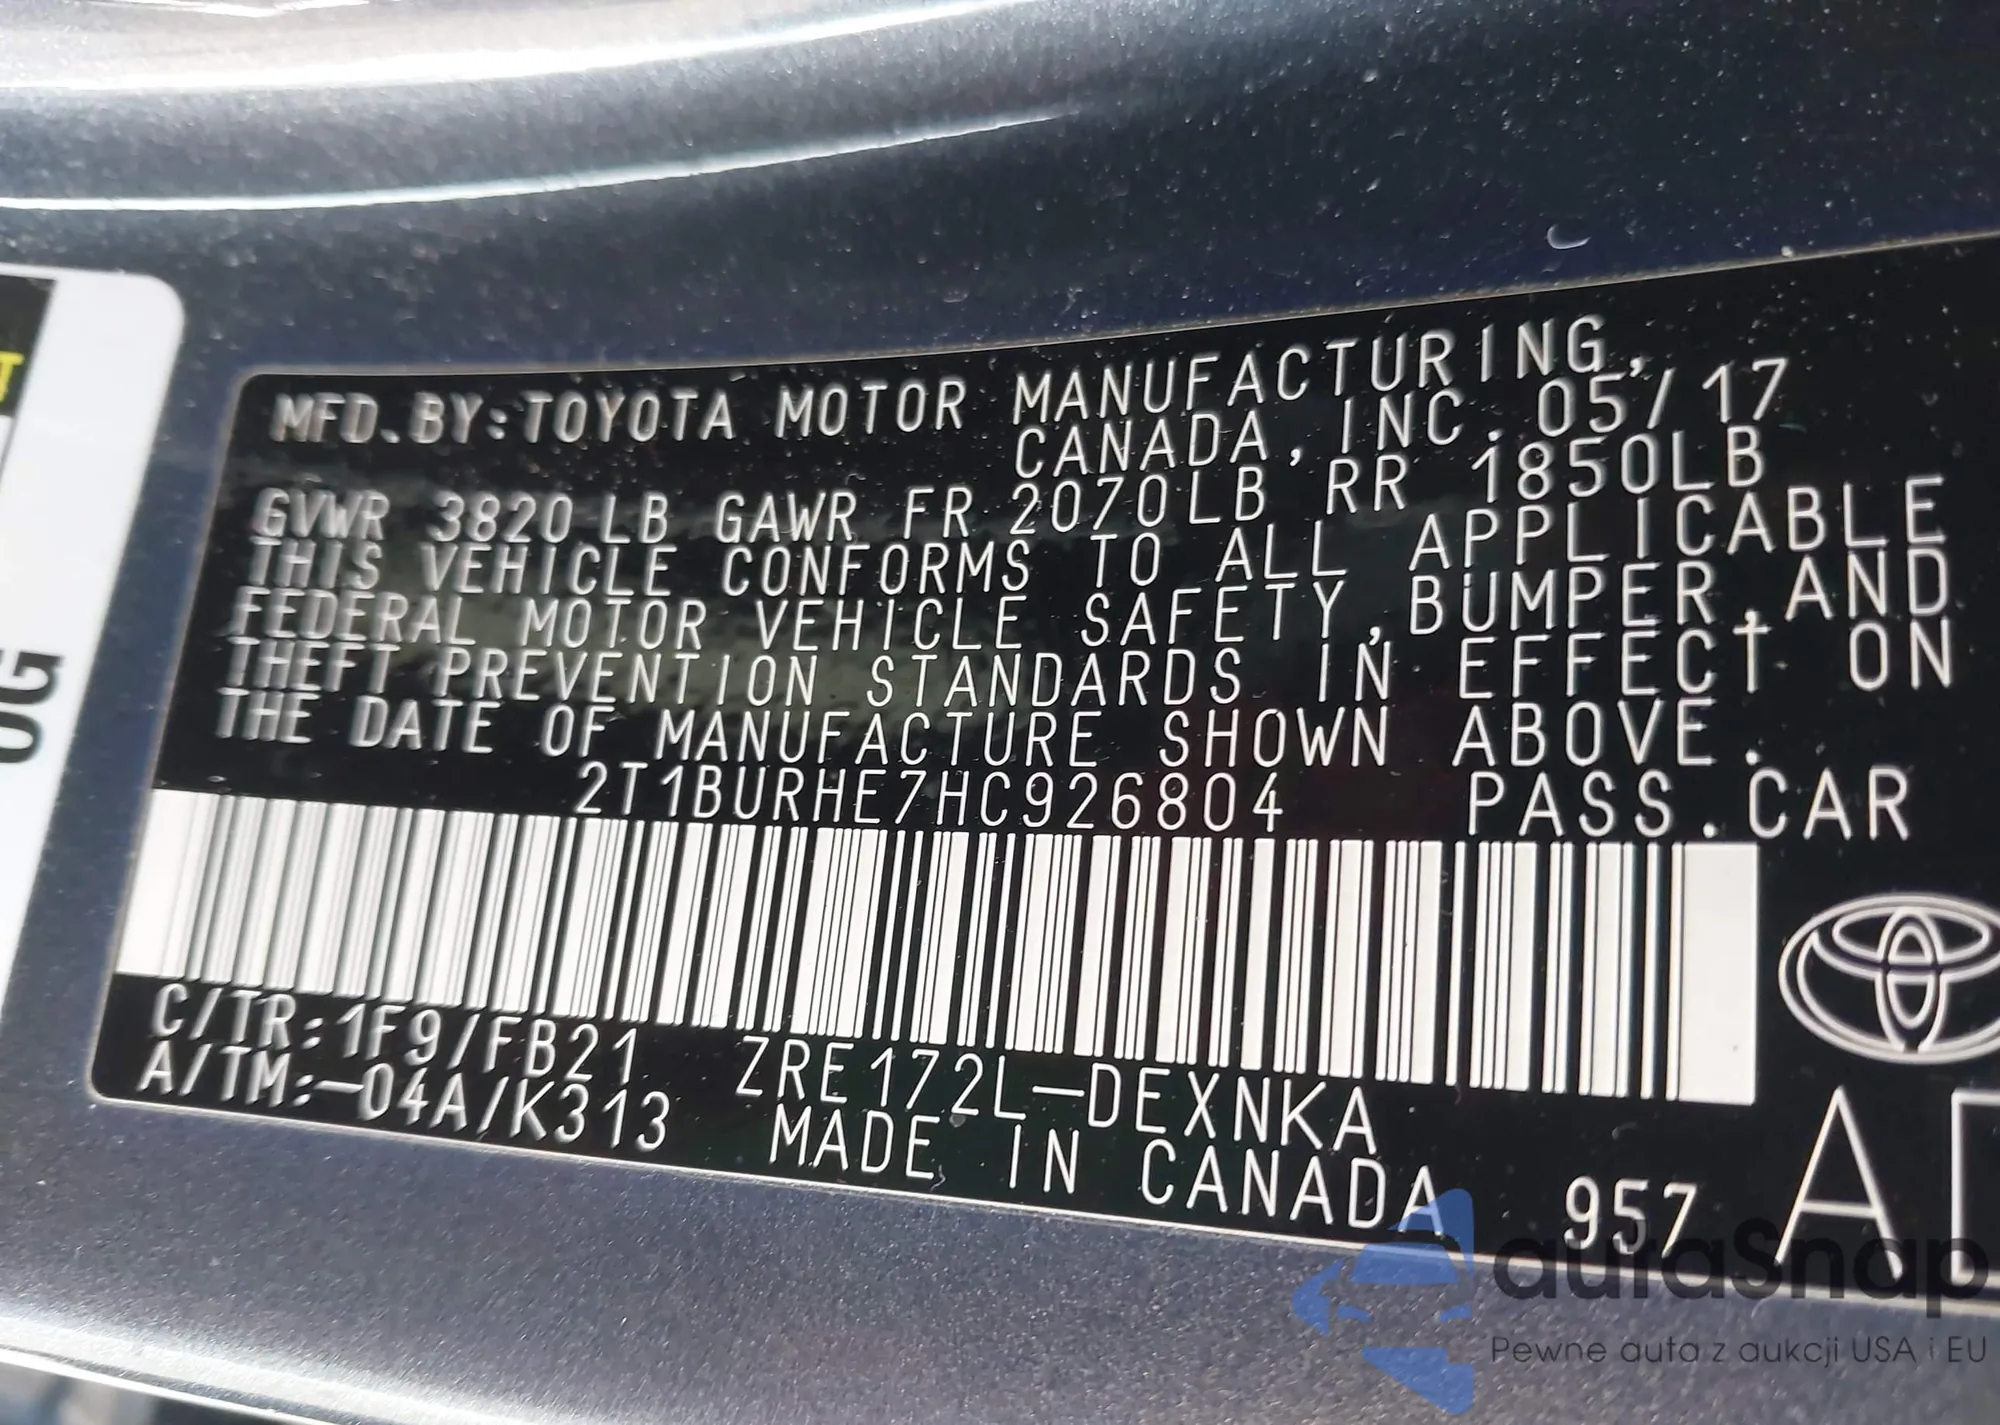 MFD.BY:TOYOTA MOTOR MANUFACTURING,
CANADA,INC.05/17
GVWR 3820 LB GAWR FR 2070LB RR 1850LB
THIS VEHICLE CONFORMS TO ALL APPLICABLE
FEDERAL MOTOR VEHICLE SAFETY,BUMPER,AND
THEFT PREVENTION STANDARDS IN EFFECT ON
THE DATE OF MANUFACTURE SHOWN ABOVE.
2T1BURHE7HC926804 PASS.CAR
C/TR:1F9/FB21 ZRE172L-DEXNKA
A/TM:-04A/K313 MADE IN CANADA 957
auraSnap
Pewne auta z aukcji USA i EU